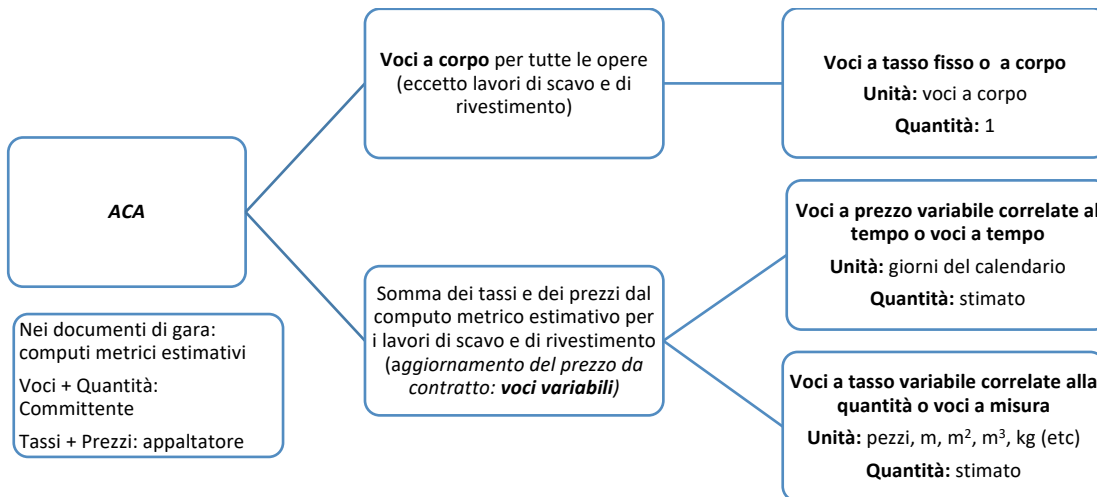 ACA
Nei documenti di gara:
computi metrici estimativi
Voci + Quantità:
Committente
Tassi + Prezzi: appaltatore
Voci a corpo per tutte le opere
(eccetto lavori di scavo e di
rivestimento)
Somma dei tassi e dei prezzi dal
computo metrico estimativo per
i lavori di scavo e di rivestimento
(aggiornamento del prezzo da
contratto: voci variabili)
Voci a tasso fisso o a corpo
Unità: voci a corpo
Quantità: 1
Voci a prezzo variabile correlate al
tempo o voci a tempo
Unità: giorni del calendario
Quantità: stimato
Voci a tasso variabile correlate alla
quantità o voci a misura
Unità: pezzi, m, m², m³, kg (etc)
Quantità: stimato